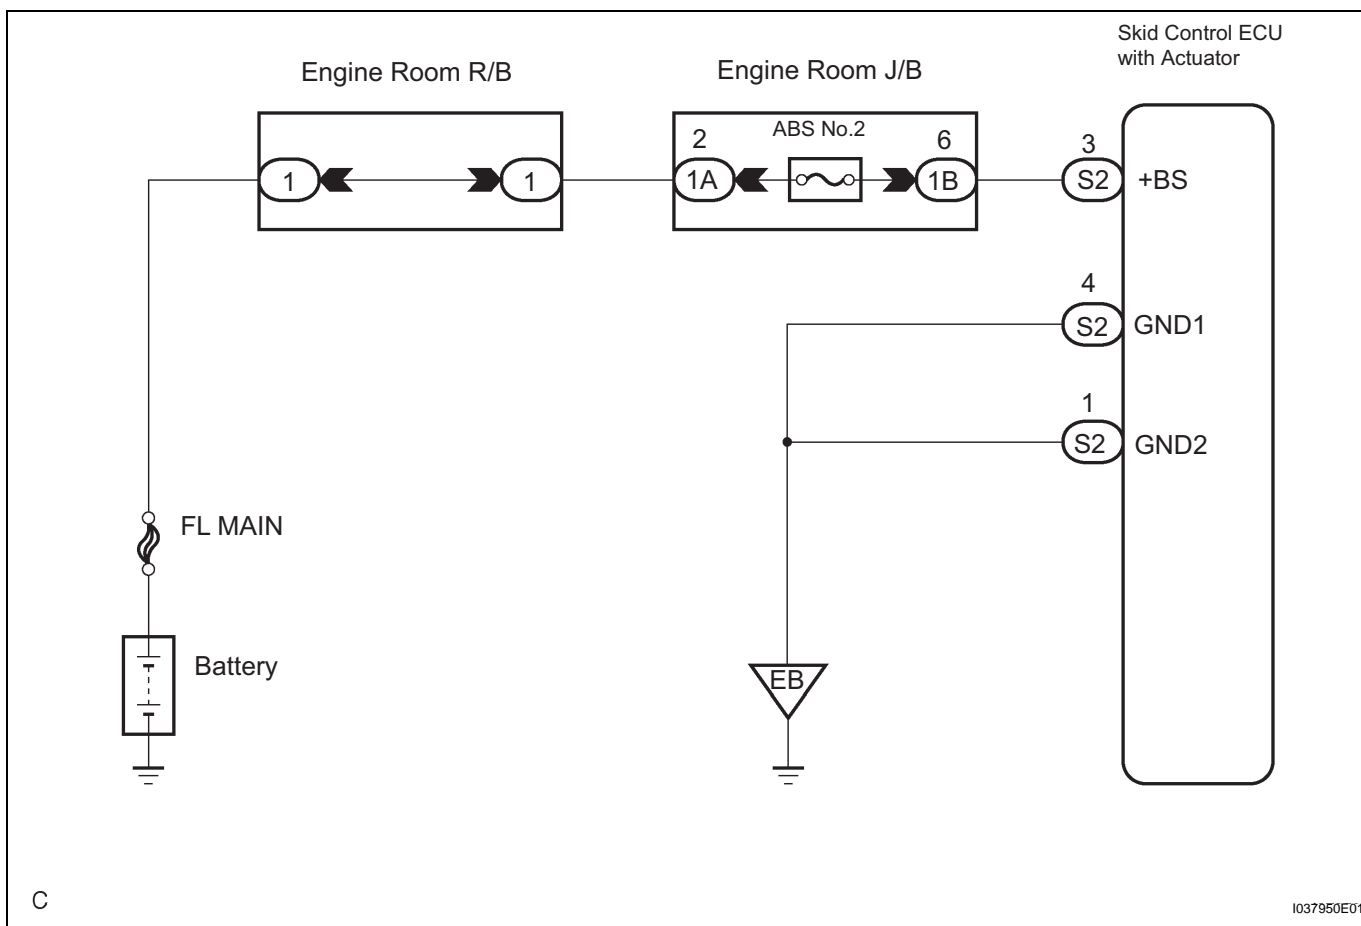 Skid Control ECU
with Actuator
Engine Room R/B
Engine Room J/B
ABS No.2
2
6
3
1
1
1A
1B
S2
+BS
4
S2
GND1
1
S2
GND2
FL MAIN
Battery
EB
C
I037950E01